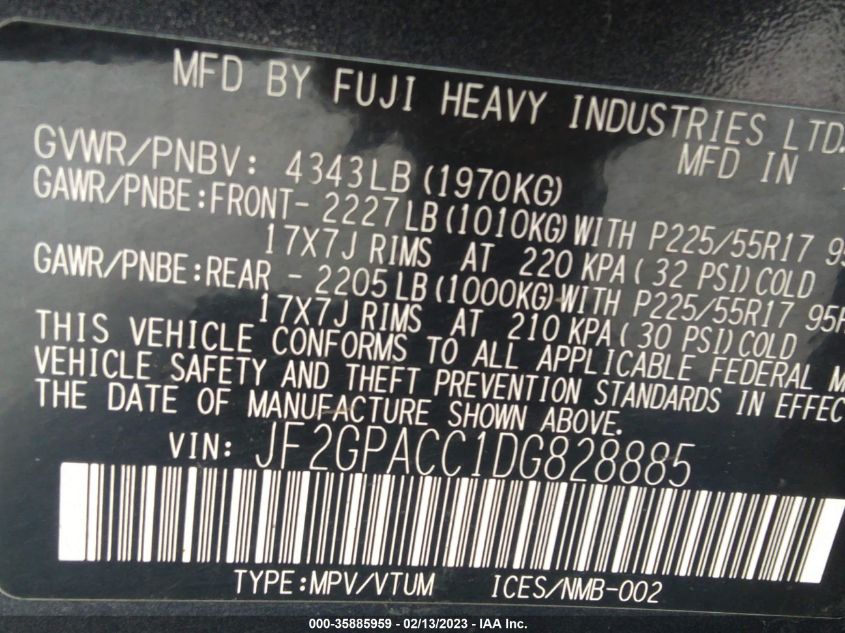 MFD BY FUJI HEAVY INDUSTRIES LTD.
MFD IN
GVWR/PNBV: 4343LB (1970KG)
GAWR/PNBE:FRONT- 2227LB (1010KG) WITH P225/55R17
17X7J RIMS AT 220 KPA ( 32 PSI) COLD
GAWR/PNBE:REAR - 2205LB (1000KG) WITH P225/55R17 95H
17X7J RIMS AT 210 KPA ( 30 PSI) COLD
THIS VEHICLE CONFORMS TO ALL APPLICABLE FEDERAL M
VEHICLE SAFETY AND THEFT PREVENTION STANDARDS IN EFFEC
THE DATE OF MANUFACTURE SHOWN ABOVE.
VIN: JF2GPACC1DG828885
TYPE:MPV/VTUM ICES/NMB-002
000-35885959 - 02/13/2023 - IAA Inc.